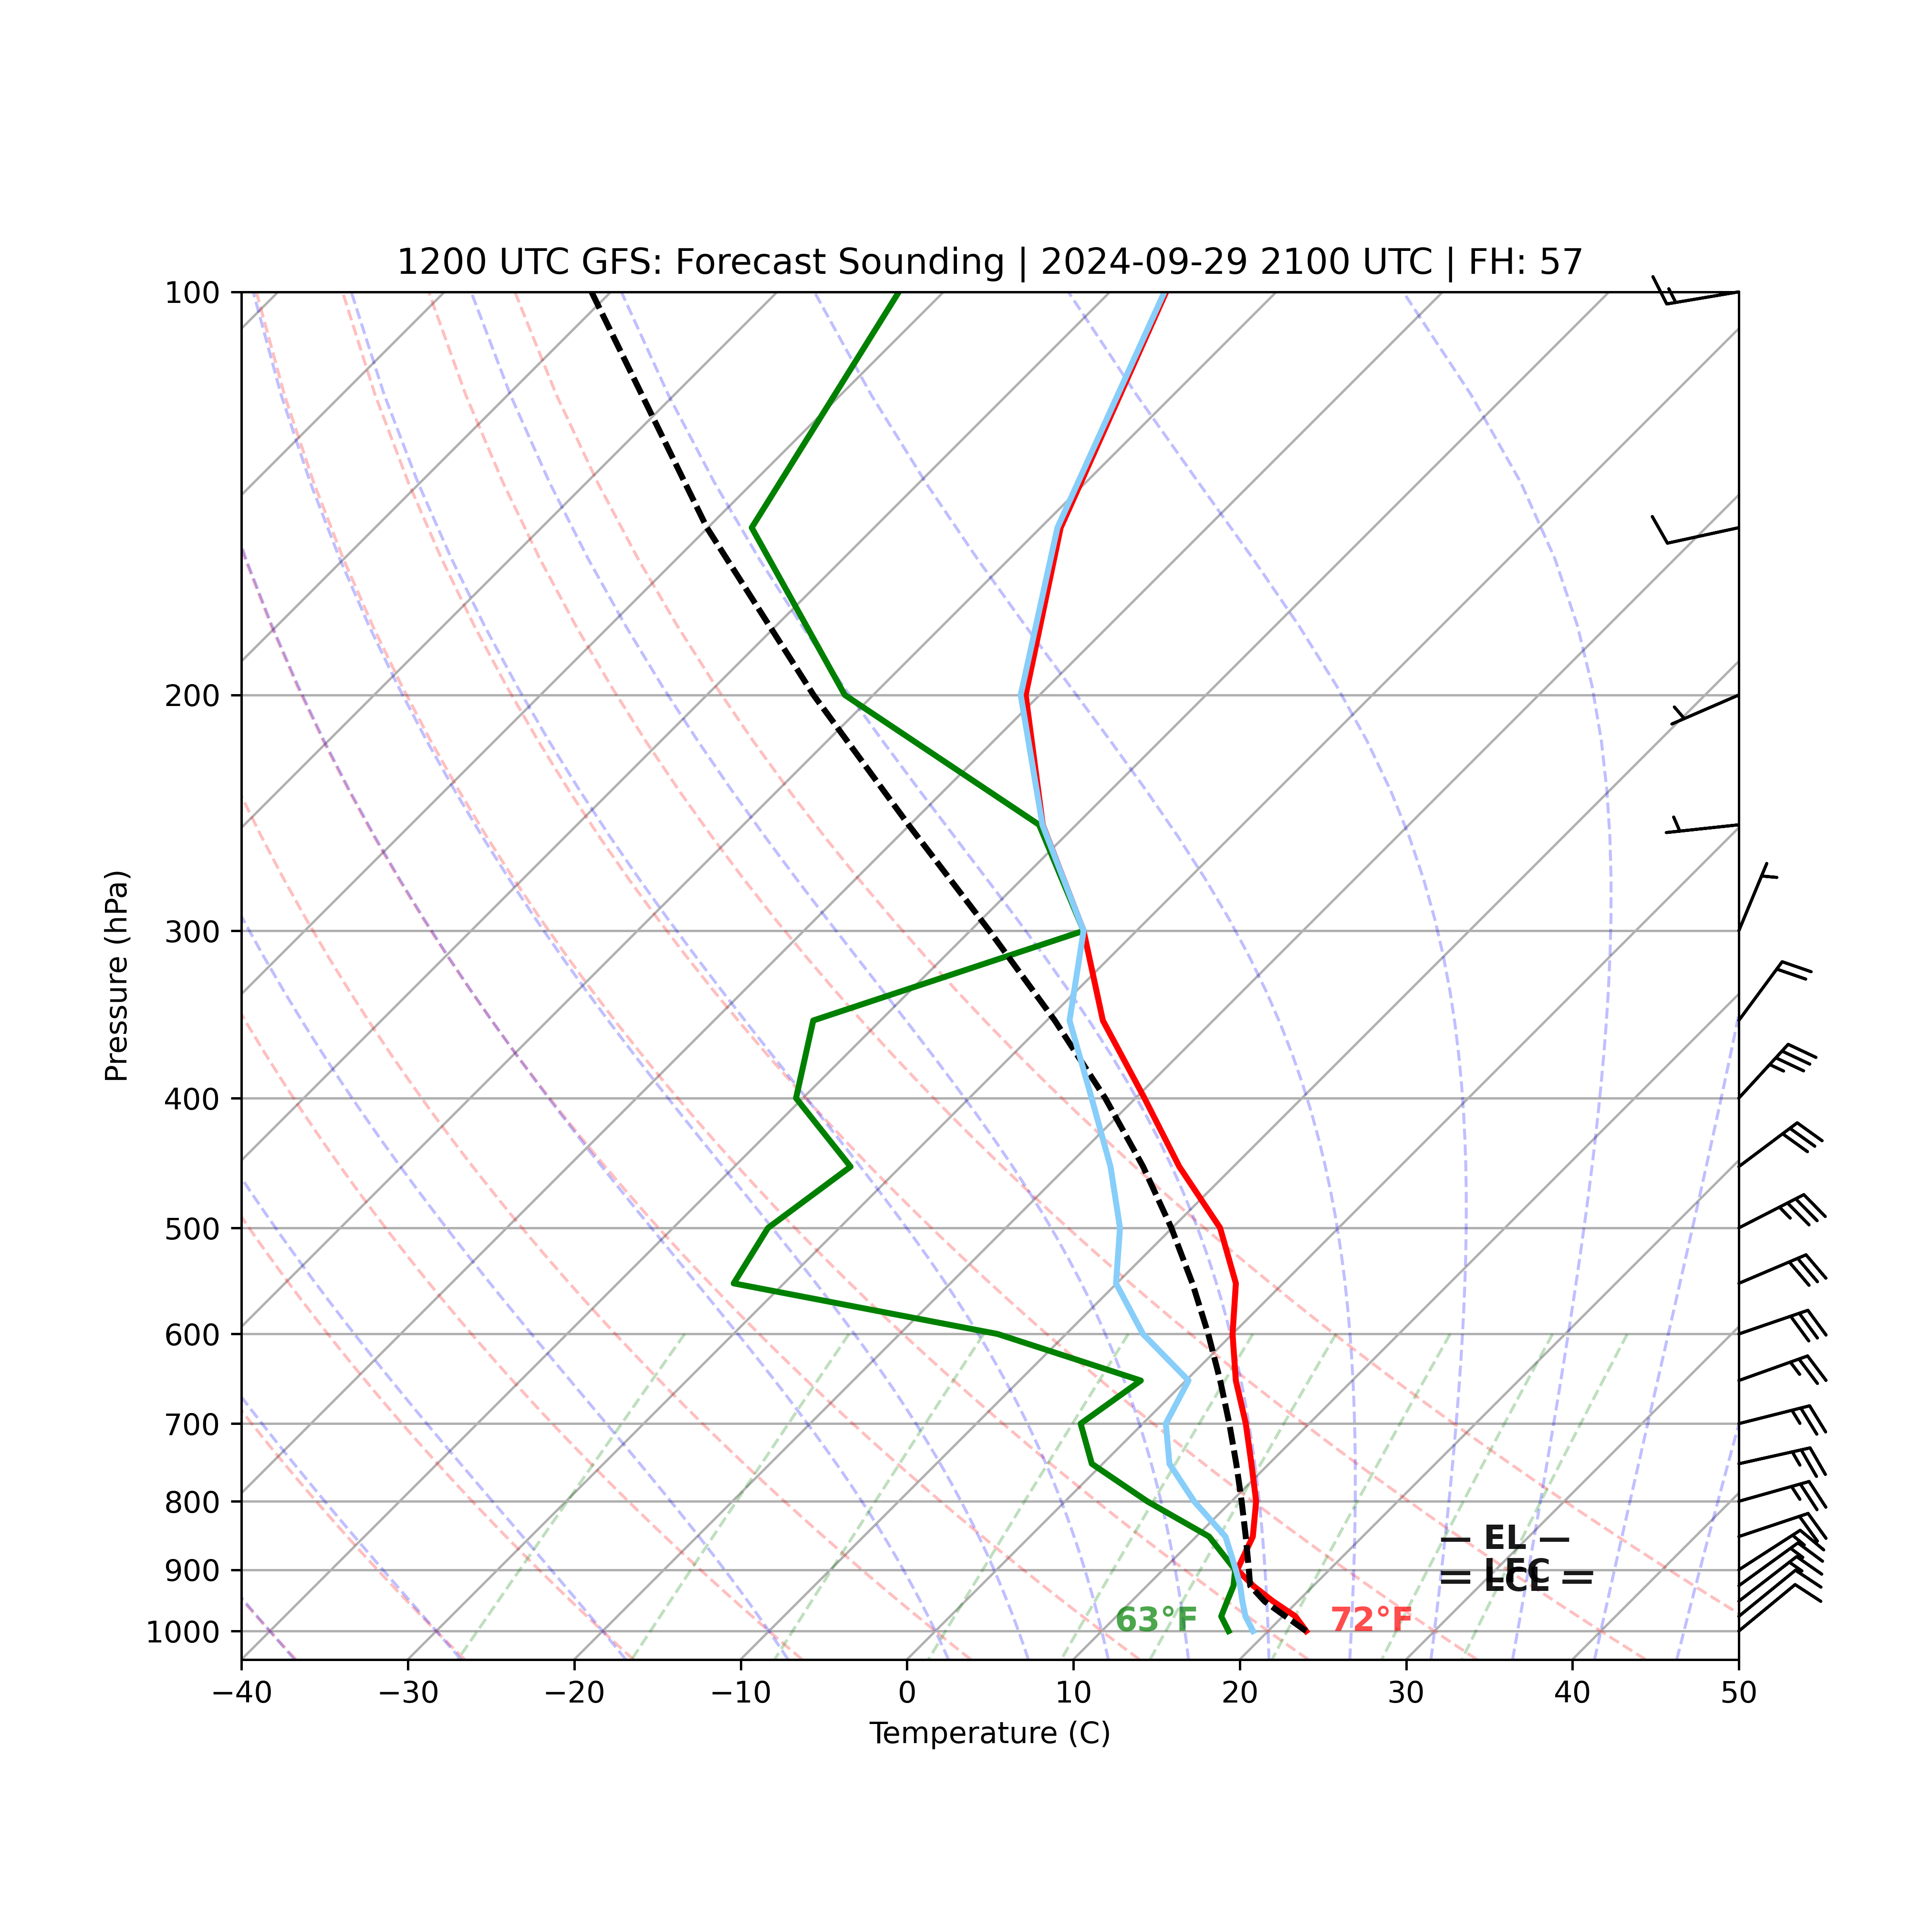 1200 UTC GFS: Forecast Sounding | 2024-09-29 2100 UTC | FH: 57
100
200
300
400
500
600
700
800
900
1000
Pressure (hPa)
— EL —
— LCL —
63°F
72°F
−40 −30 −20 −10 0 10 20 30 40 50
Temperature (C)